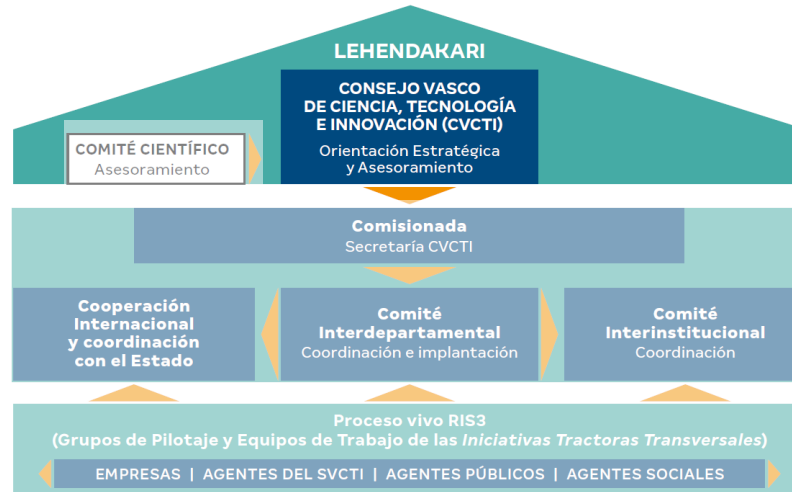 LEHENDAKARI
CONSEJO VASCO
DE CIENCIA, TECNOLOGÍA
E INNOVACIÓN (CVCTI)
Orientación Estratégica
y Asesoramiento
COMITÉ CIENTÍFICO
Asesoramiento
Comisionada
Secretaría CVCTI
Cooperación
Internacional
y coordinación
con el Estado
Comité
Interdepartamental
Coordinación e implantación
Comité
Interinstitucional
Coordinación
Proceso vivo RIS3
(Grupos de Pilotaje y Equipos de Trabajo de las Iniciativas Tractoras Transversales)
EMPRESAS | AGENTES DEL SVCTI | AGENTES PÚBLICOS | AGENTES SOCIALES